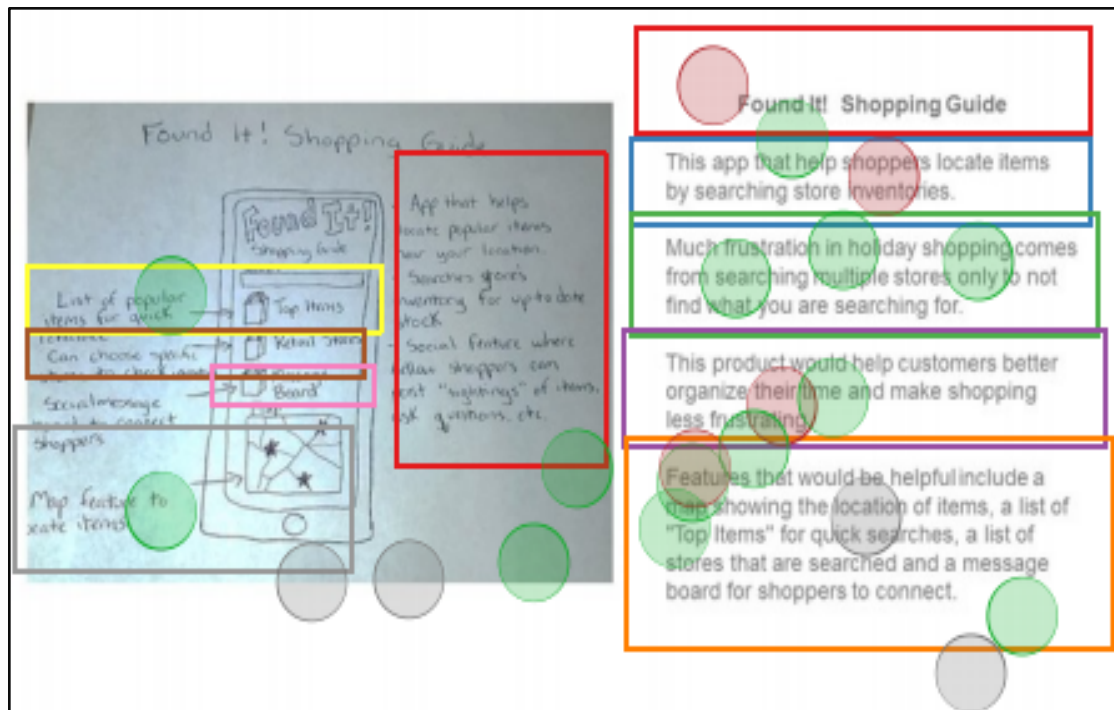 Found It! Shopping Guide
Found It!
Shopping Guide
List of popular
items for quick
Top Items
Retail Stores
Can choose specific
Board
Social message
to connect
shoppers
Map feature to
items
App that helps
locate popular items
near your location.
- Searches store's
inventory for up to date
stock
- Social feature where
fellow shoppers can
post "sightings" of items,
ask questions, etc.
Found It! Shopping Guide
This app that help shoppers locate items
by searching store inventories.
Much frustration in holiday shopping comes
from searching multiple stores only to not
find what you are searching for.
This product would help customers better
organize their time and make shopping
less frustrating.
Features that would be helpful include a
map showing the location of items, a list of
"Top Items" for quick searches, a list of
stores that are searched and a message
board for shoppers to connect.